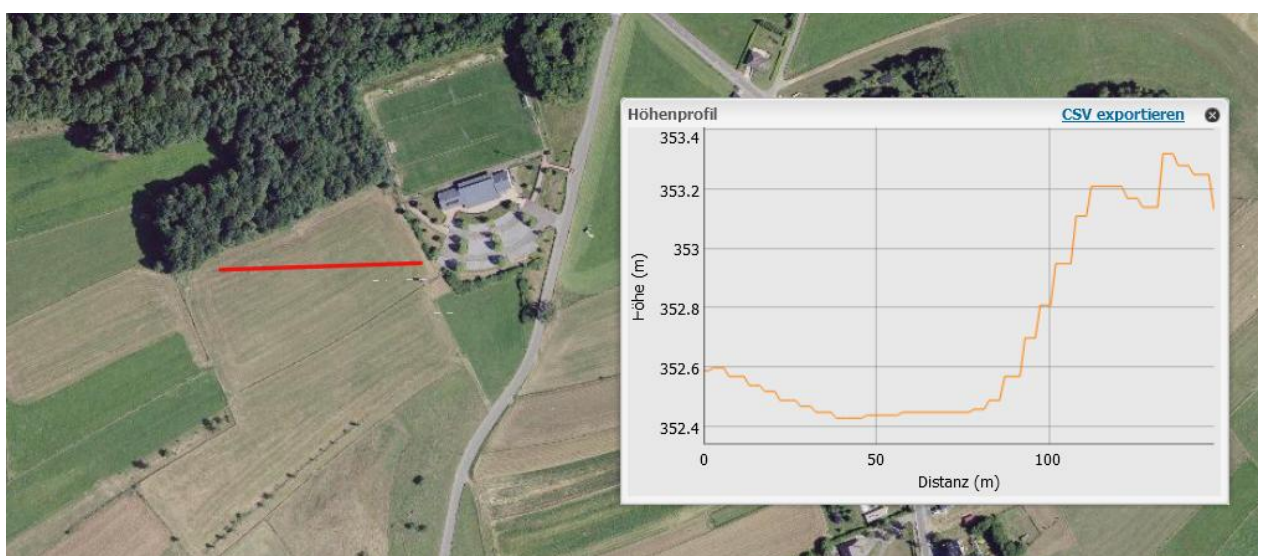 Höhenprofil CSV exportieren
353.4
353.2
353
352.8
352.6
352.4
Höhe (m)
0 50 100
Distanz (m)